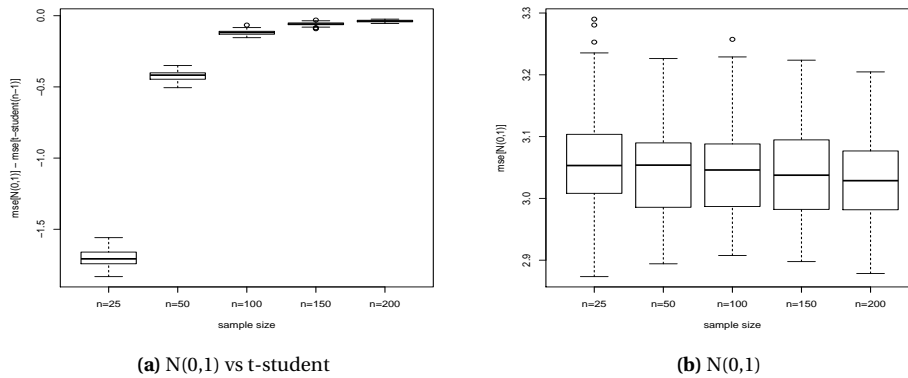 0.0
−0.5
−1.0
−1.5
mse[N(0,1)] − mse[t−student(n−1)]
n=25 n=50 n=100 n=150 n=200
sample size
(a) N(0,1) vs t-student
3.3
3.2
3.1
3.0
2.9
mse[N(0,1)]
n=25 n=50 n=100 n=150 n=200
sample size
(b) N(0,1)